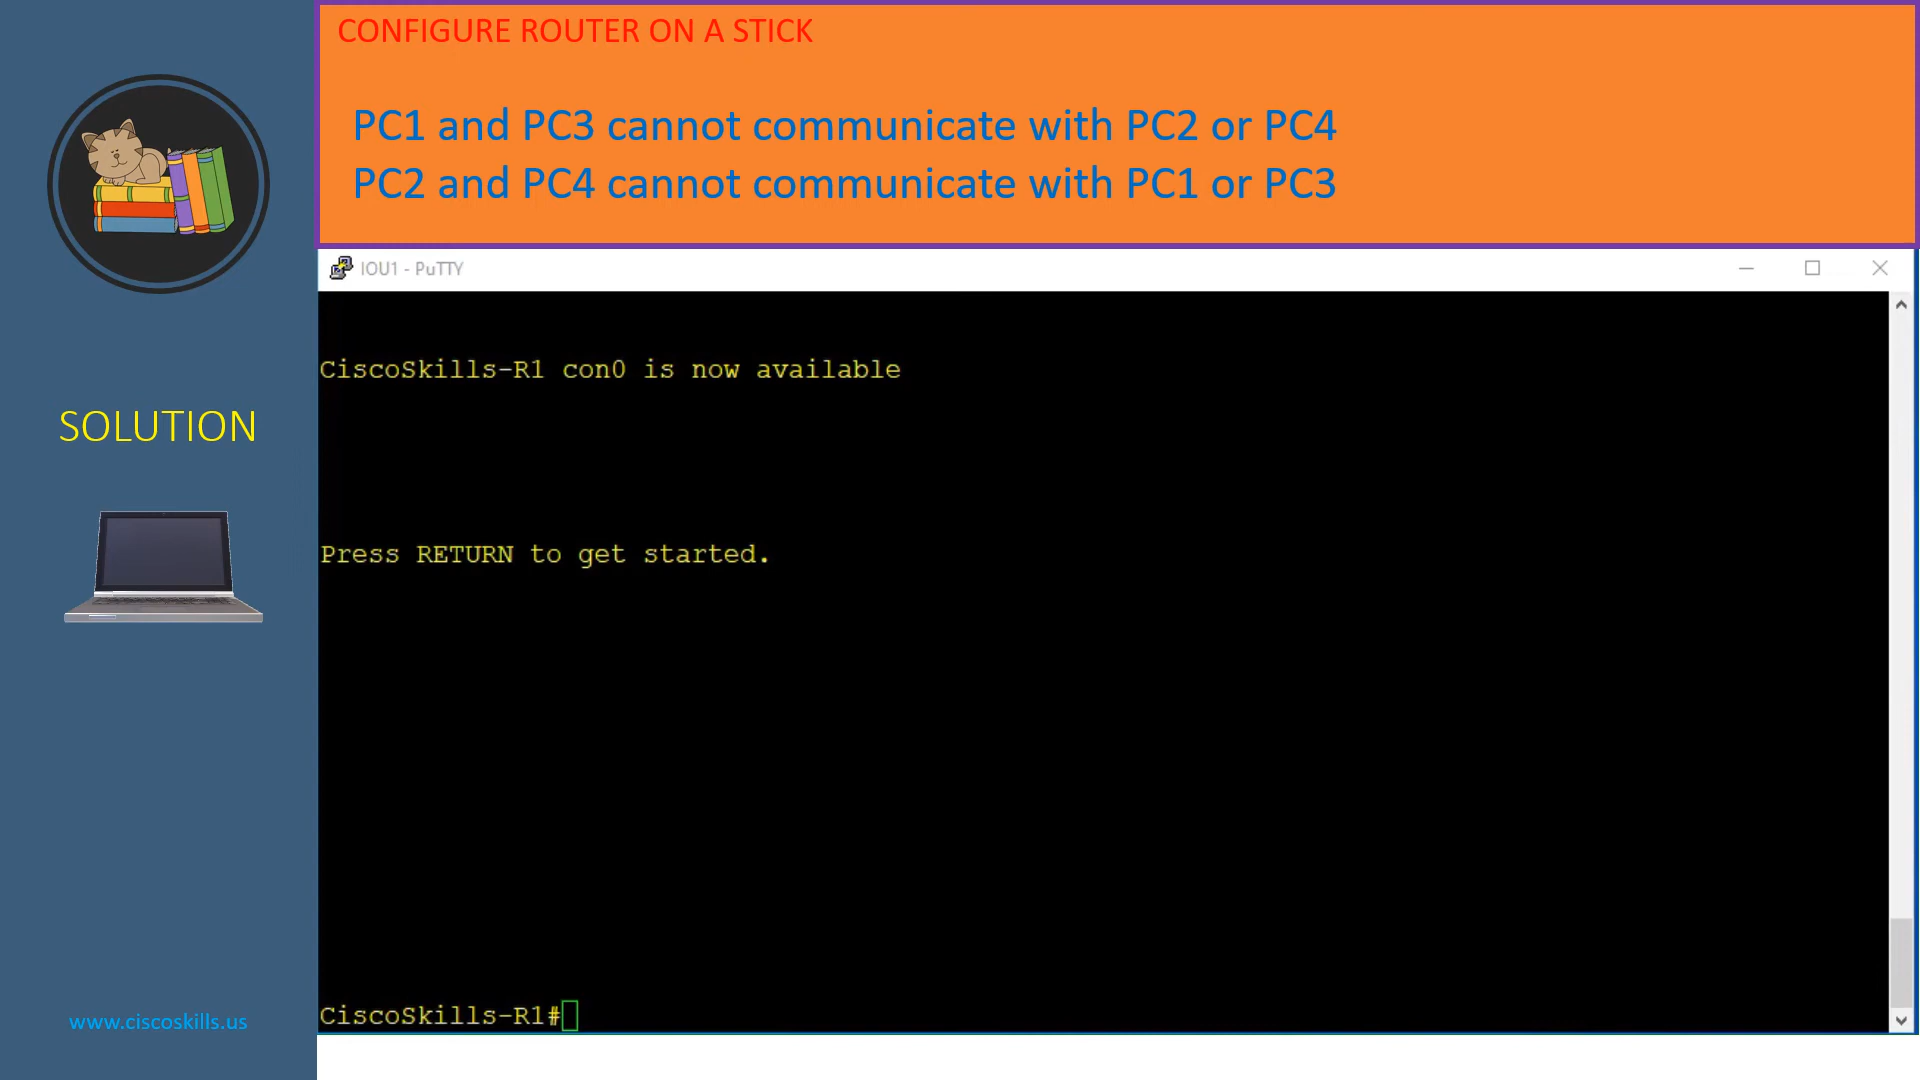 CONFIGURE ROUTER ON A STICK
PC1 and PC3 cannot communicate with PC2 or PC4
PC2 and PC4 cannot communicate with PC1 or PC3
IOU1 - PuTTY
CiscoSkills-R1 con0 is now available
SOLUTION
Press RETURN to get started.
CiscoSkills-R1#
www.ciscoskills.us